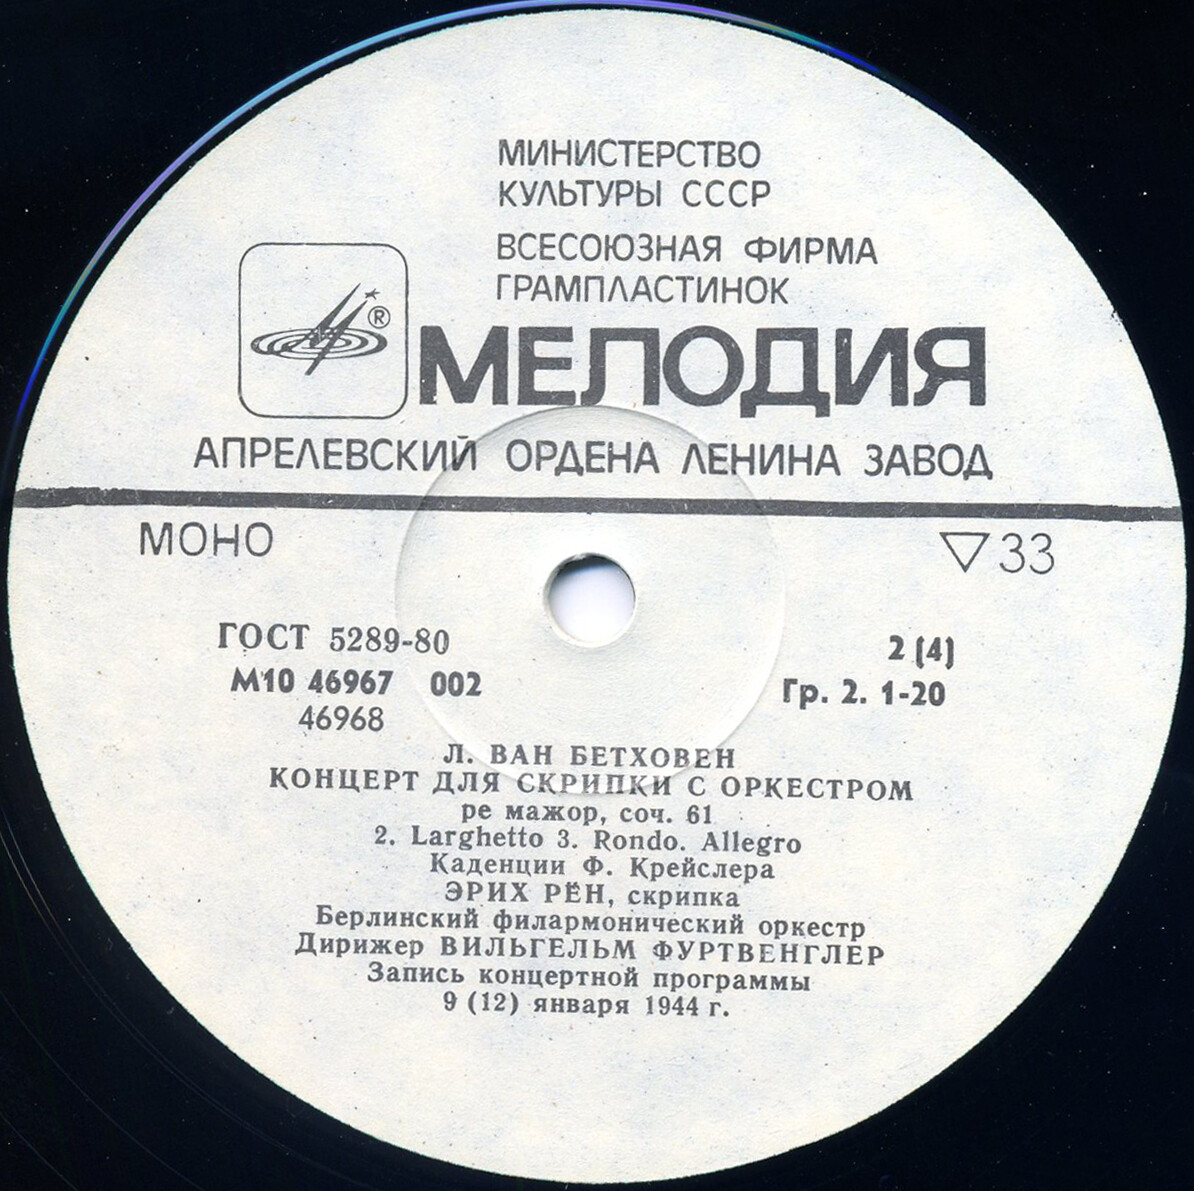 МИНИСТЕРСТВО
КУЛЬТУРЫ СССР
ВСЕСОЮЗНАЯ ФИРМА
ГРАМПЛАСТИНОК
®
МЕЛОДИЯ
АПРЕЛЕВСКИЙ ОРДЕНА ЛЕНИНА ЗАВОД
МОНО
▽33
ГОСТ 5289-80
2 (4)
М10 46967 002
Гр. 2. 1-20
46968
Л. ВАН БЕТХОВЕН
КОНЦЕРТ ДЛЯ СКРИПКИ С ОРКЕСТРОМ
ре мажор, соч. 61
2. Larghetto 3. Rondo. Allegro
Каденции Ф. Крейслера
ЭРИХ РЁН, скрипка
Берлинский филармонический оркестр
Дирижер ВИЛЬГЕЛЬМ ФУРТВЕНГЛЕР
Запись концертной программы
9 (12) января 1944 г.